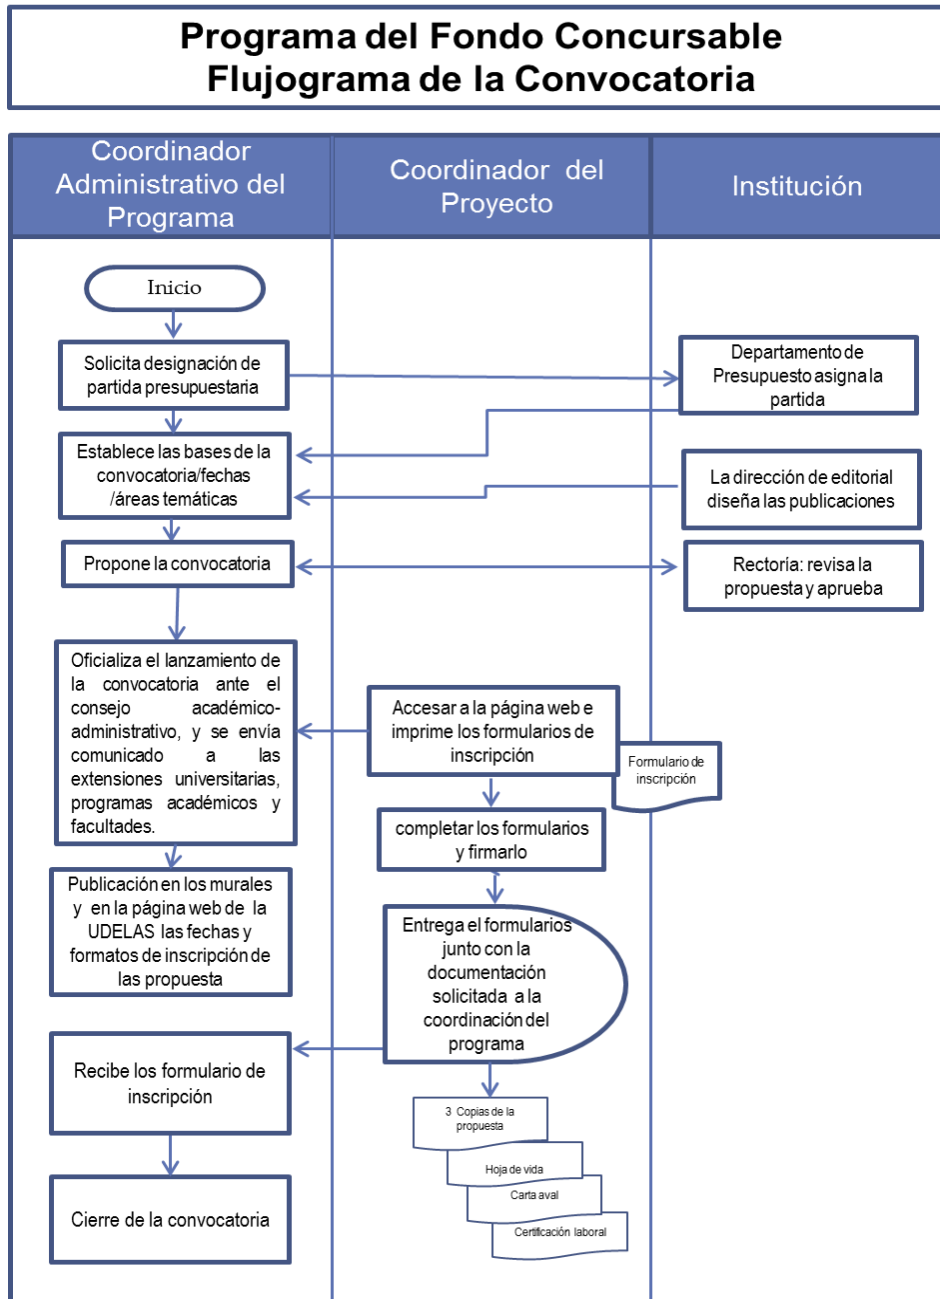 Programa del Fondo Concursable
Flujograma de la Convocatoria
Coordinador
Administrativo del
Programa
Coordinador del
Proyecto
Institución
Inicio
Solicita designación de
partida presupuestaria
Departamento de
Presupuesto asigna la
partida
Establece las bases de la
convocatoria/fechas
/áreas temáticas
La dirección de editorial
diseña las publicaciones
Propone la convocatoria
Rectoría: revisa la
propuesta y aprueba
Oficializa el lanzamiento de
la convocatoria ante el
consejo académico-
administrativo, y se envía
comunicado a las
extensiones universitarias,
programas académicos y
facultades.
Accesar a la página web e
imprime los formularios de
inscripción
Formulario de
inscripción
completar los formularios
y firmarlo
Publicación en los murales
y en la página web de la
UDELAS las fechas y
formatos de inscripción de
las propuesta
Entrega el formularios
junto con la
documentación
solicitada a la
coordinación del
programa
Recibe los formulario de
inscripción
3 Copias de la
propuesta
Hoja de vida
Carta aval
Certificación laboral
Cierre de la convocatoria